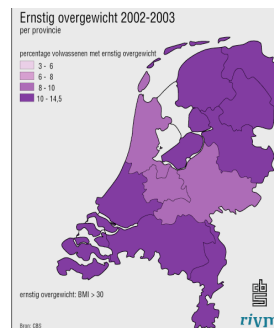 Ernstig overgewicht 2002-2003
per provincie
percentage volwassenen met ernstig overgewicht
3 - 6
6 - 8
8 - 10
10 - 14,5
ernstig overgewicht: BMI > 30
Bron: CBS
cbs
rivm